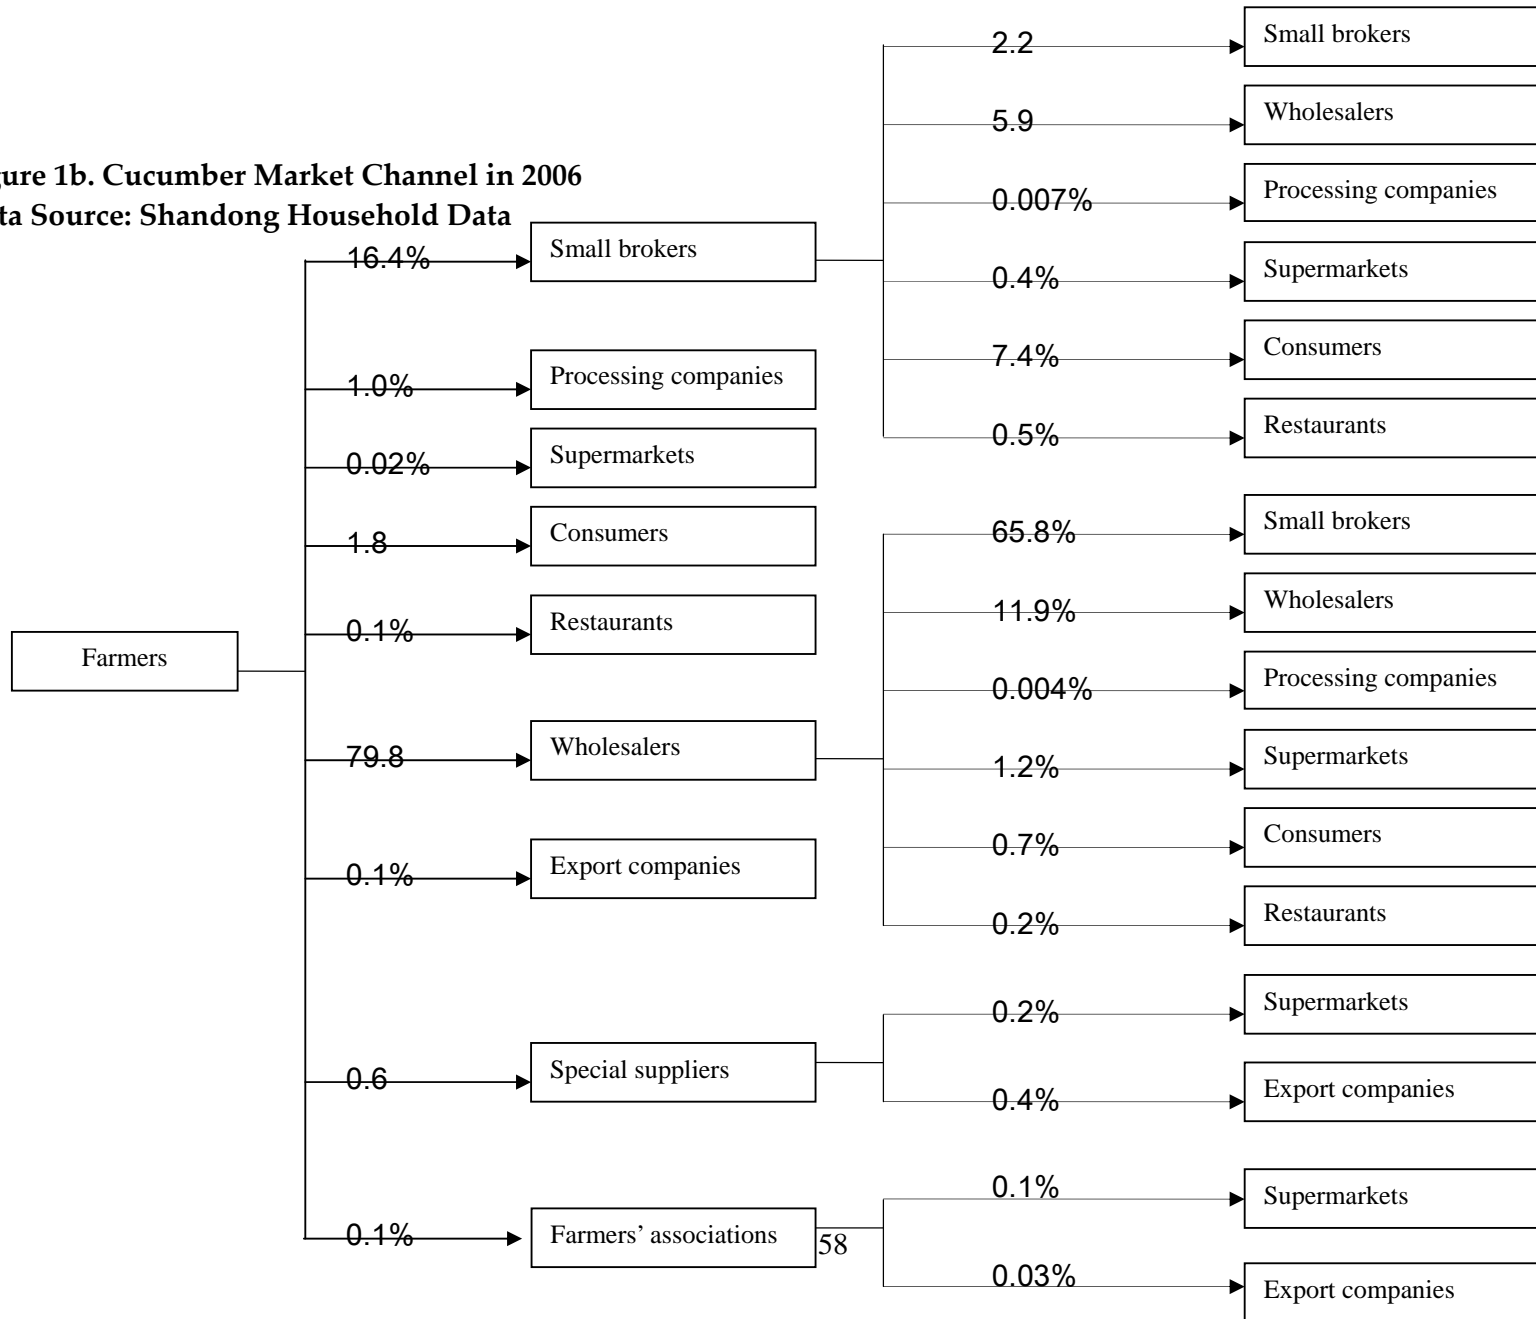 2.2
Small brokers
5.9
Wholesalers
ure 1b. Cucumber Market Channel in 2006
0.007%
Processing companies
ta Source: Shandong Household Data
16.4%
Small brokers
0.4%
Supermarkets
7.4%
Consumers
1.0%
Processing companies
0.5%
Restaurants
0.02%
Supermarkets
1.8
Consumers
65.8%
Small brokers
0.1%
Restaurants
11.9%
Wholesalers
Farmers
0.004%
Processing companies
79.8
Wholesalers
1.2%
Supermarkets
0.7%
Consumers
0.1%
Export companies
0.2%
Restaurants
0.2%
Supermarkets
0.6
Special suppliers
0.4%
Export companies
0.1%
Supermarkets
0.1%
Farmers’ associations
58
0.03%
Export companies